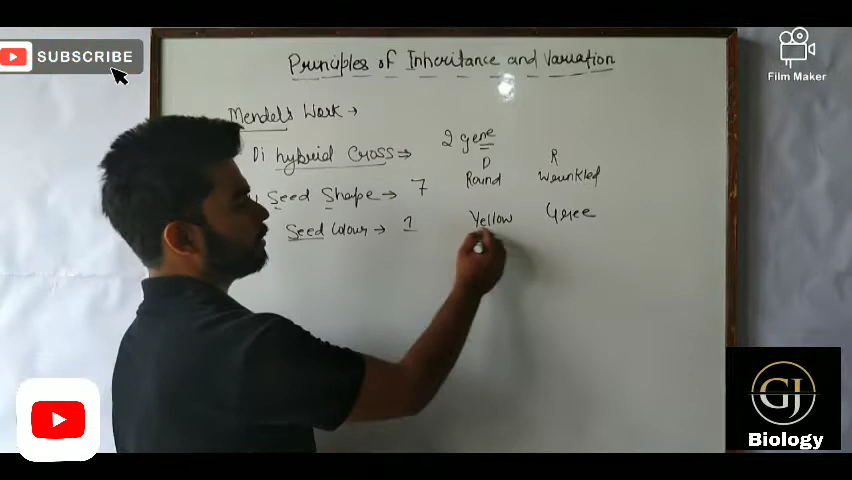 SUBSCRIBE
Film Maker
Principles of Inheritance and Variation
Mendel's Work →
2 gene
Di hybrid Cross ⇒
D R
Seed Shape → 7 Round Wrinkled
Seed Colour → 1 Yellow Gree
GJ
Biology